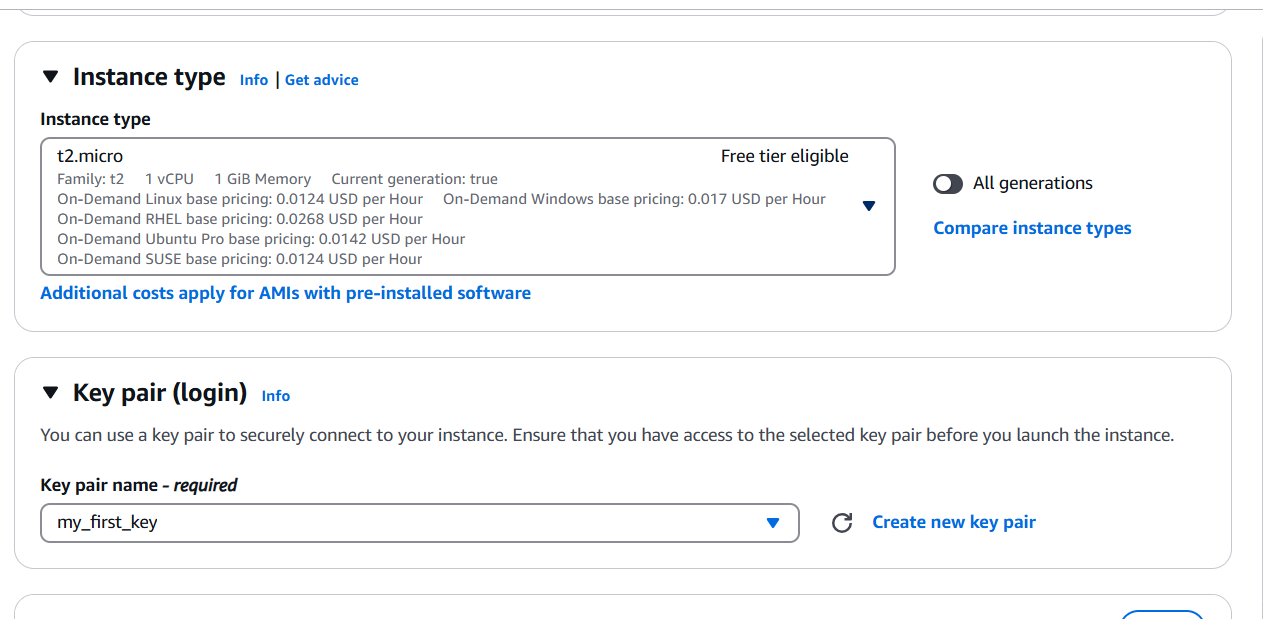 Instance type Info | Get advice
Instance type
t2.micro Free tier eligible
Family: t2 1 vCPU 1 GiB Memory Current generation: true
On-Demand Linux base pricing: 0.0124 USD per Hour On-Demand Windows base pricing: 0.017 USD per Hour
On-Demand RHEL base pricing: 0.0268 USD per Hour
On-Demand Ubuntu Pro base pricing: 0.0142 USD per Hour
On-Demand SUSE base pricing: 0.0124 USD per Hour
All generations
Compare instance types
Additional costs apply for AMIs with pre-installed software
Key pair (login) Info
You can use a key pair to securely connect to your instance. Ensure that you have access to the selected key pair before you launch the instance.
Key pair name - required
my_first_key
Create new key pair